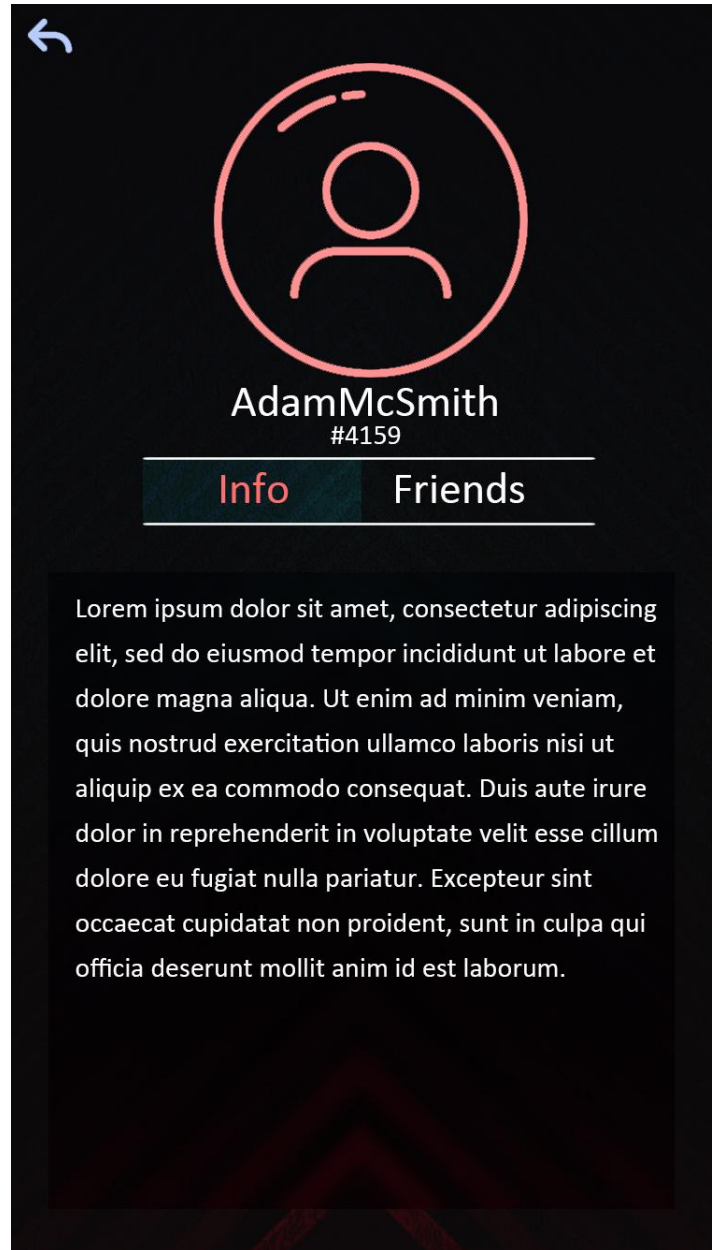 AdamMcSmith
#4159
Info Friends
Lorem ipsum dolor sit amet, consectetur adipiscing
elit, sed do eiusmod tempor incididunt ut labore et
dolore magna aliqua. Ut enim ad minim veniam,
quis nostrud exercitation ullamco laboris nisi ut
aliquip ex ea commodo consequat. Duis aute irure
dolor in reprehenderit in voluptate velit esse cillum
dolore eu fugiat nulla pariatur. Excepteur sint
occaecat cupidatat non proident, sunt in culpa qui
officia deserunt mollit anim id est laborum.